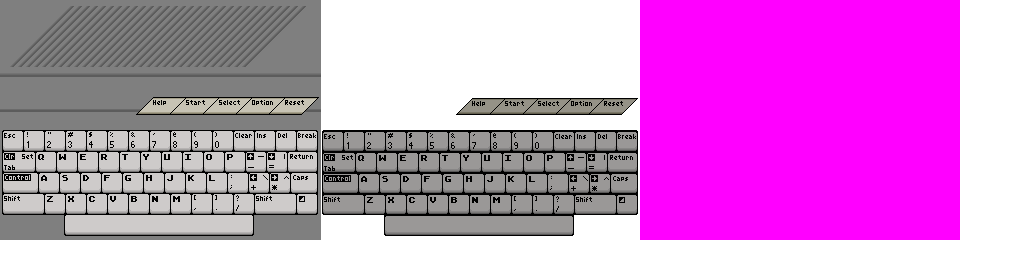 Help Start Select Option Reset
Help Start Select Option Reset
Esc ! " # $ % & ' @ ( ) Clear Ins Del Break
1 2 3 4 5 6 7 8 9 0
Esc ! " # $ % & ' @ ( ) Clear Ins Del Break
1 2 3 4 5 6 7 8 9 0
Clr Set Q W E R T Y U I O P - | Return
Tab - =
Clr Set Q W E R T Y U I O P - | Return
Tab - =
Control A S D F G H J K L : \ ^ Caps
; + *
Control A S D F G H J K L : \ ^ Caps
; + *
Shift Z X C V B N M [ ] ? Shift
, . /
Shift Z X C V B N M [ ] ? Shift
, . /